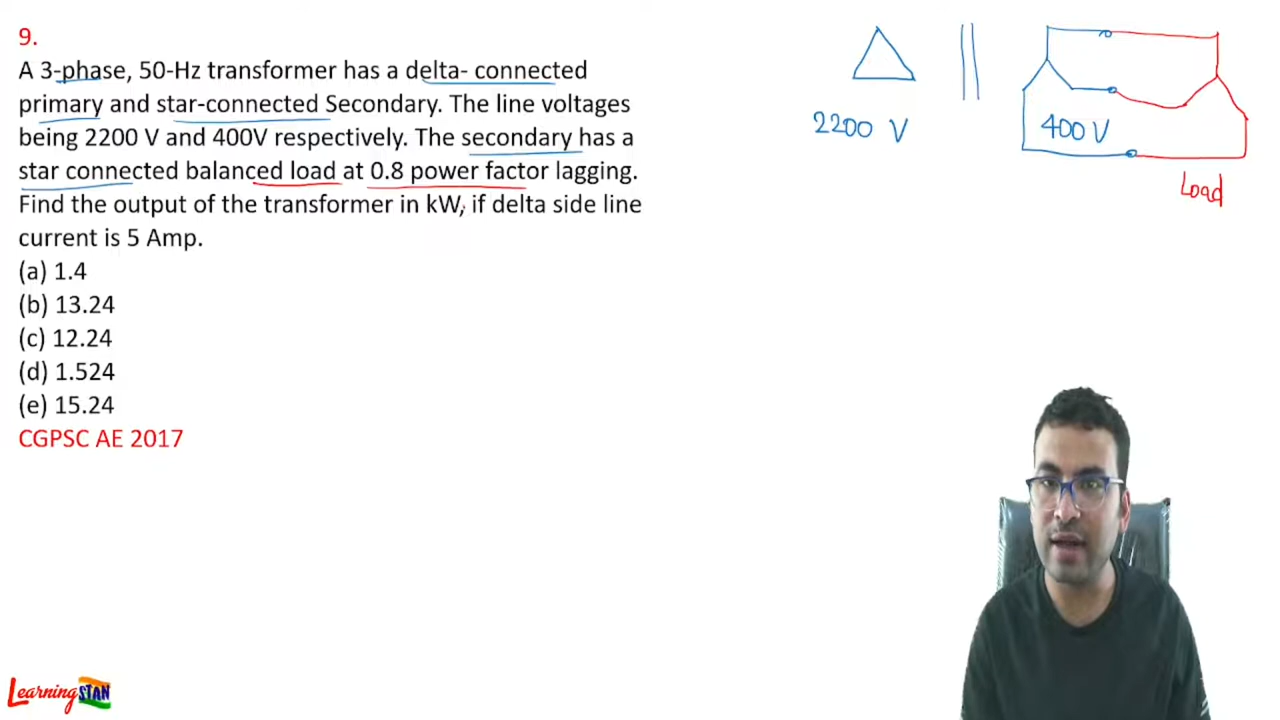 9.
A 3-phase, 50-Hz transformer has a delta- connected
primary and star-connected Secondary. The line voltages
being 2200 V and 400V respectively. The secondary has a
star connected balanced load at 0.8 power factor lagging.
Find the output of the transformer in kW, if delta side line
current is 5 Amp.
(a) 1.4
(b) 13.24
(c) 12.24
(d) 1.524
(e) 15.24
CGPSC AE 2017
2200 V
400 V
Load
LearningSTAN